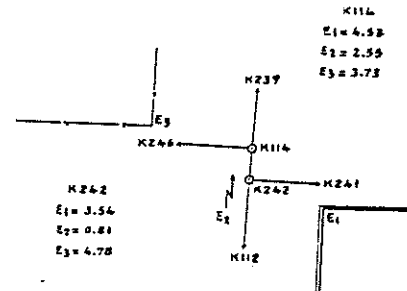 K114
E1 = 4.58
E2 = 2.55
E3 = 3.73
K239
E3
K246
K114
K242
K241
E2
E1
K112
K242
E1 = 3.54
E2 = 0.81
E3 = 4.78